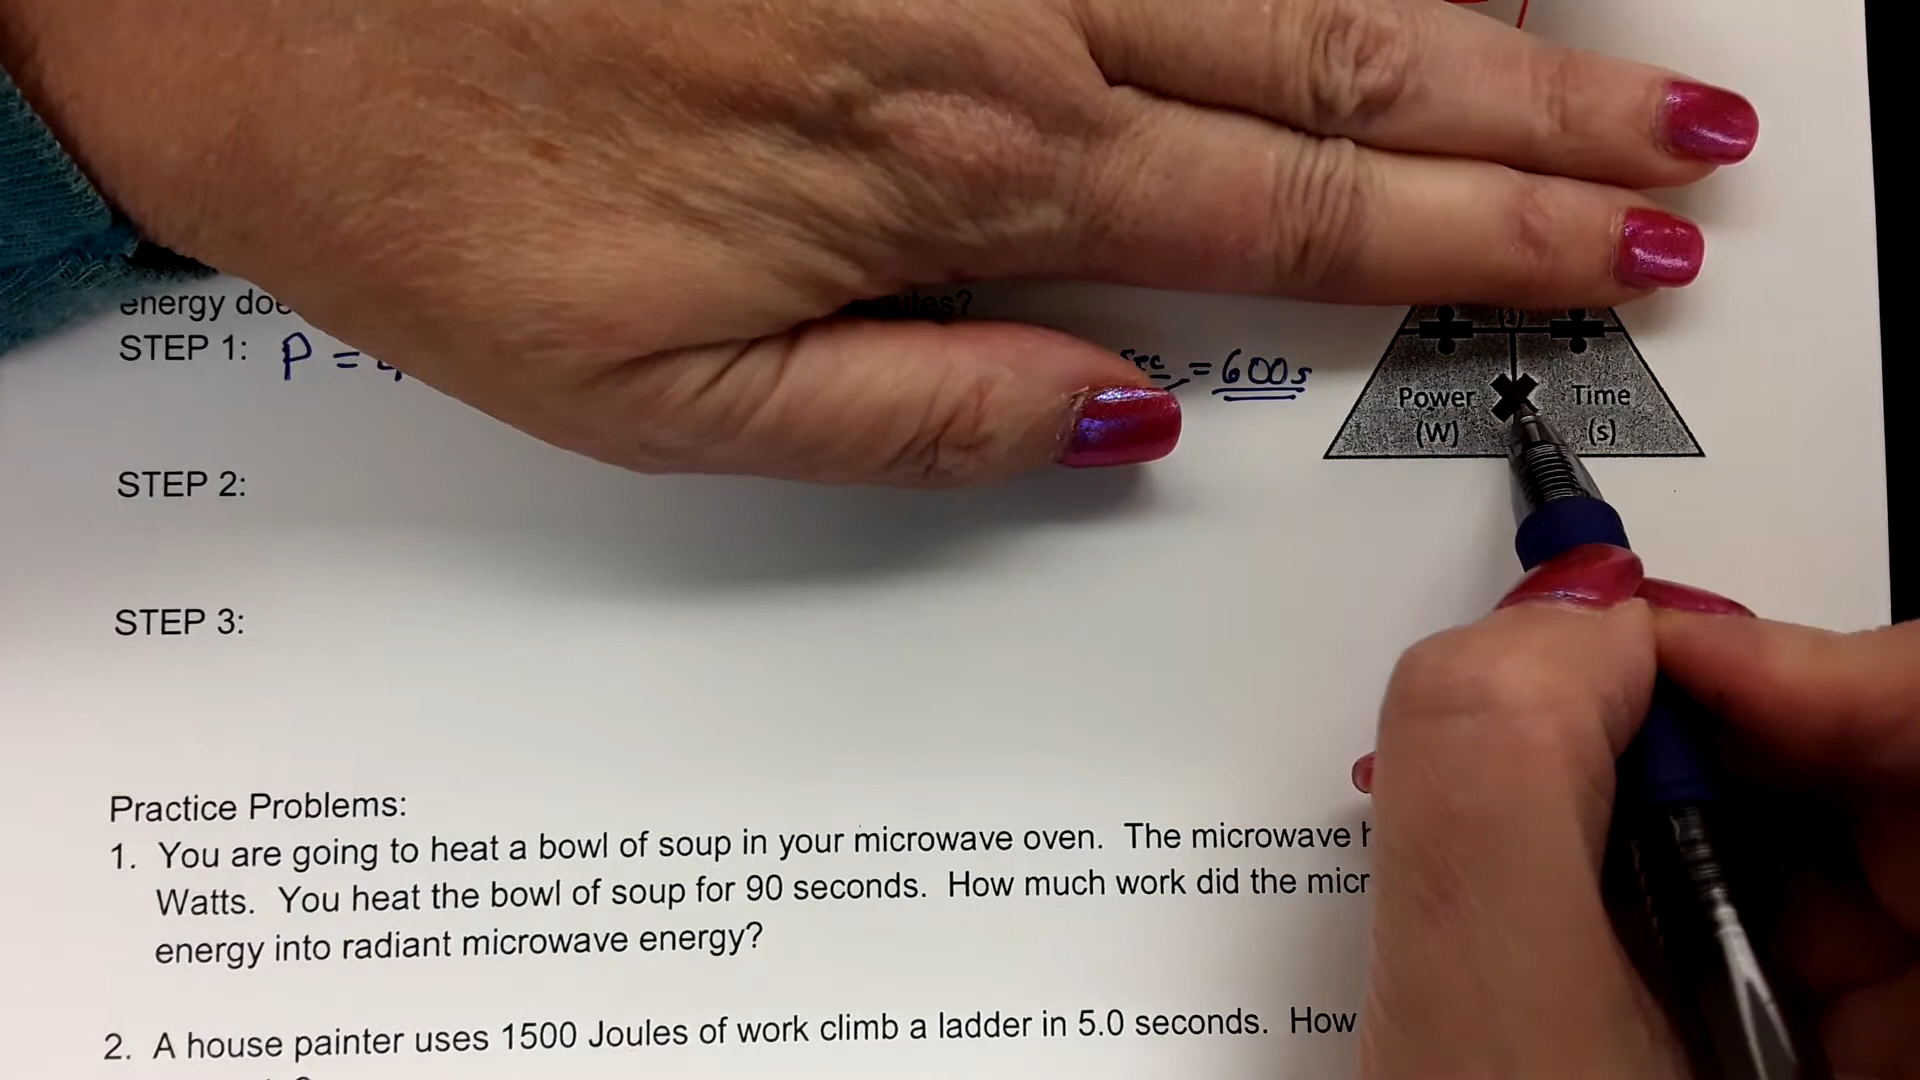 energy
STEP 1: P = = 600s
Power Time
(W) (s)
STEP 2:
STEP 3:
Practice Problems:
1. You are going to heat a bowl of soup in your microwave oven. The microwave
Watts. You heat the bowl of soup for 90 seconds. How much work did the
energy into radiant microwave energy?
2. A house painter uses 1500 Joules of work climb a ladder in 5.0 seconds. How